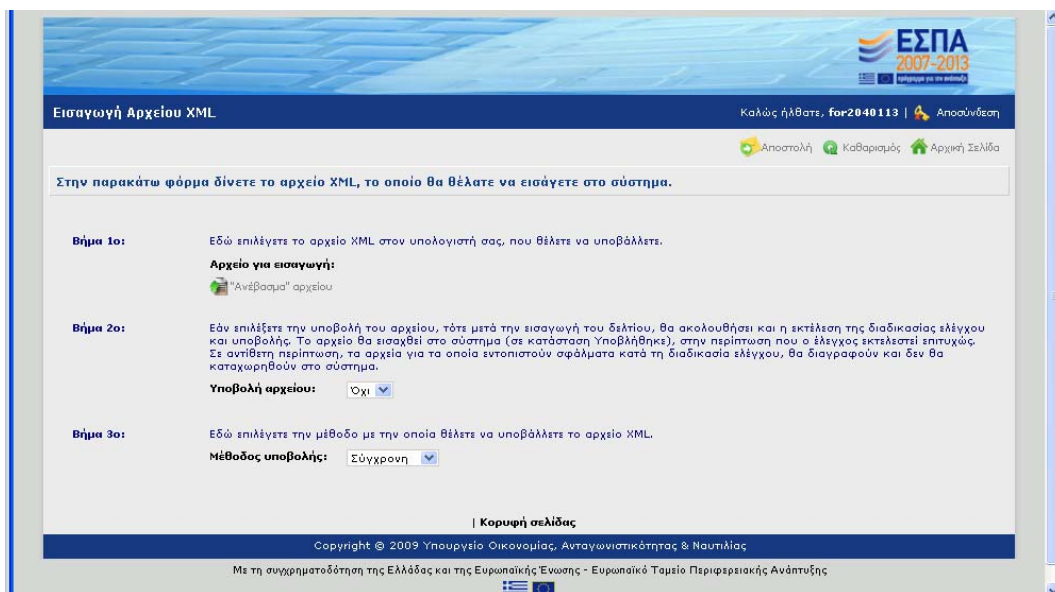 ΕΣΠΑ
2007-2013
πρόγραμμα για την ανάπτυξη
Εισαγωγή Αρχείου XML
Καλώς ήλθατε, for2040113 | Αποσύνδεση
Αποστολή Καθαρισμός Αρχική Σελίδα
Στην παρακάτω φόρμα δίνετε το αρχείο XML, το οποίο θα θέλατε να εισάγετε στο σύστημα.
Βήμα 1ο: Εδώ επιλέγετε το αρχείο XML στον υπολογιστή σας, που θέλετε να υποβάλλετε.
Αρχείο για εισαγωγή:
"Ανέβασμα" αρχείου
Βήμα 2ο: Εάν επιλέξετε την υποβολή του αρχείου, τότε μετά την εισαγωγή του δελτίου, θα ακολουθήσει και η εκτέλεση της διαδικασίας ελέγχου
και υποβολής. Το αρχείο θα εισαχθεί στο σύστημα (σε κατάσταση Υποβλήθηκε), στην περίπτωση που ο έλεγχος εκτελεστεί επιτυχώς.
Σε αντίθετη περίπτωση, τα αρχεία για τα οποία εντοπιστούν σφάλματα κατά τη διαδικασία ελέγχου, θα διαγραφούν και δεν θα
καταχωρηθούν στο σύστημα.
Υποβολή αρχείου: Όχι
Βήμα 3ο: Εδώ επιλέγετε την μέθοδο με την οποία θέλετε να υποβάλλετε το αρχείο XML.
Μέθοδος υποβολής: Σύγχρονη
| Κορυφή σελίδας
Copyright © 2009 Υπουργείο Οικονομίας, Ανταγωνιστικότητας & Ναυτιλίας
Με τη συγχρηματοδότηση της Ελλάδας και της Ευρωπαϊκής Ένωσης - Ευρωπαϊκό Ταμείο Περιφερειακής Ανάπτυξης